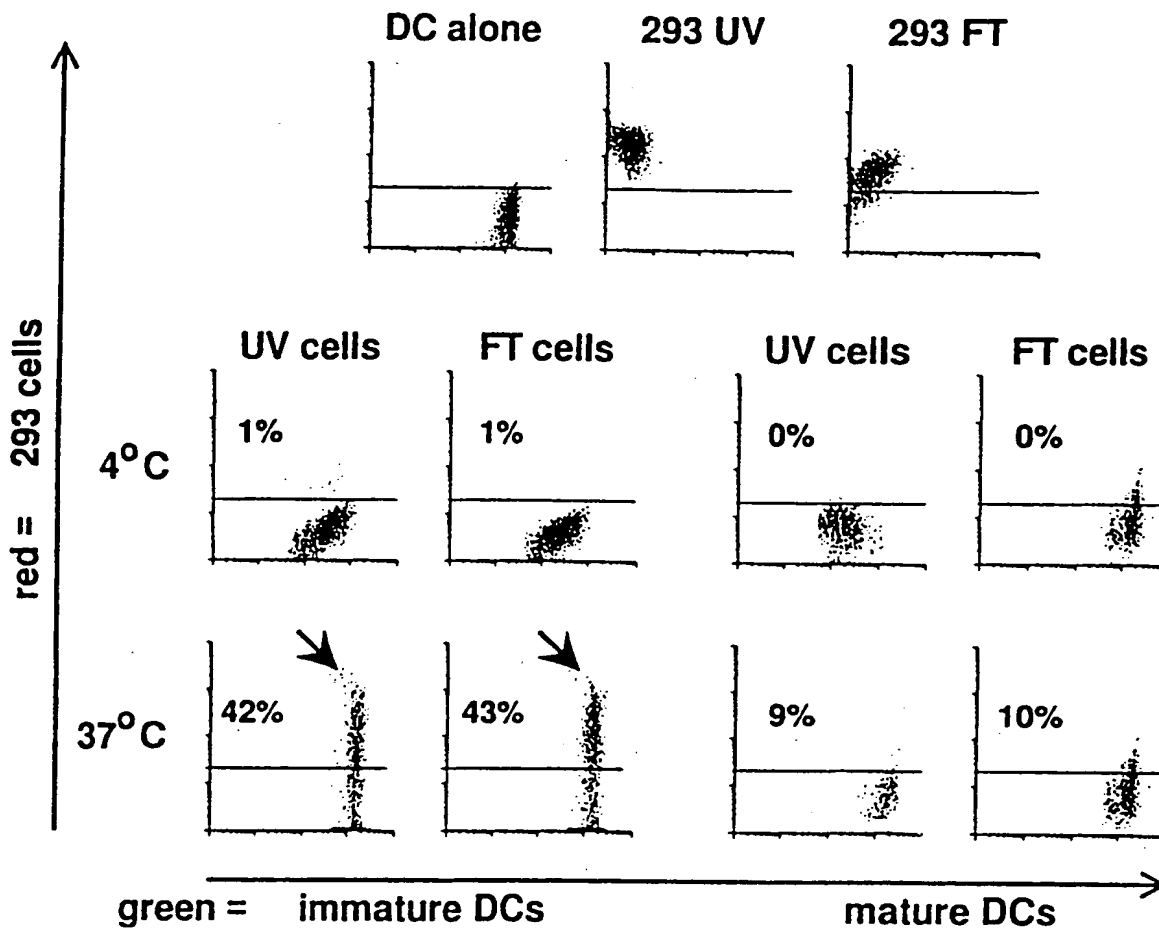 DC alone 293 UV 293 FT
UV cells FT cells UV cells FT cells
1% 1% 0% 0%
4°C
42% 43% 9% 10%
37°C
red = 293 cells
green = immature DCs mature DCs